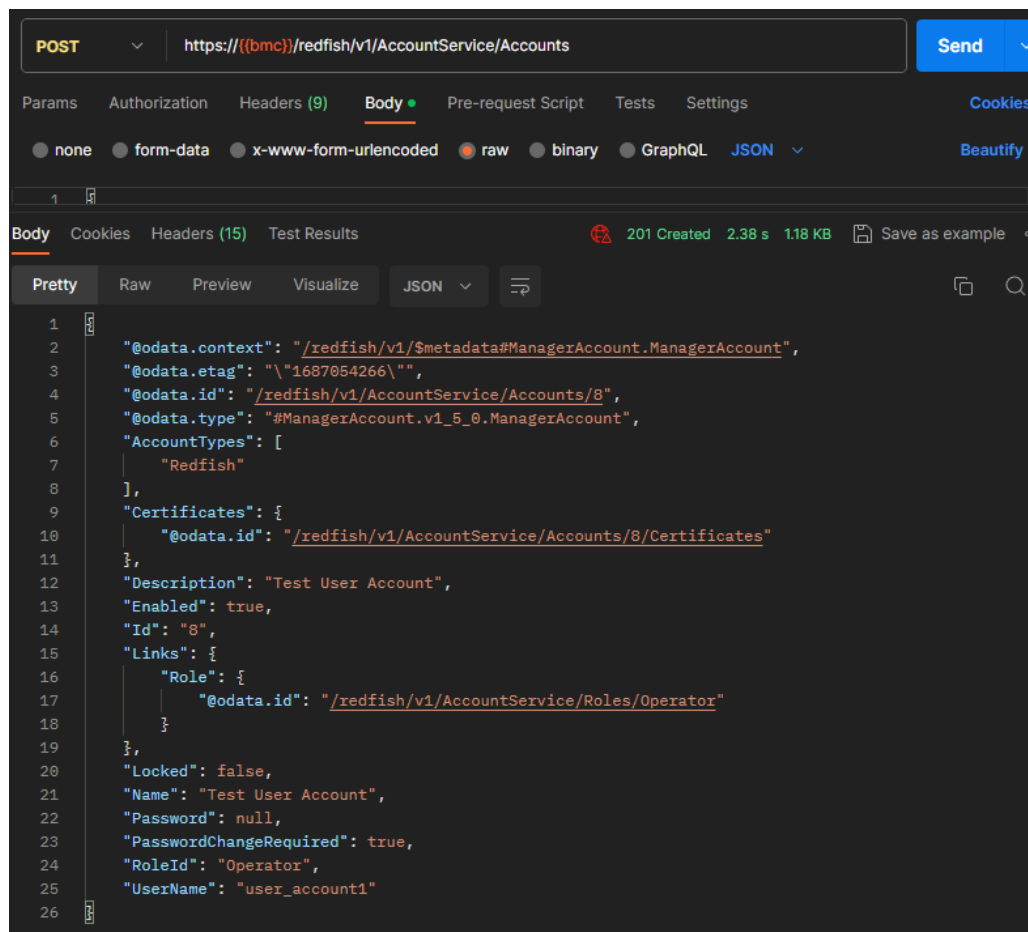 POST https://{{bmc}}/redfish/v1/AccountService/Accounts Send
Params Authorization Headers (9) Body Pre-request Script Tests Settings Cookies
none form-data x-www-form-urlencoded raw binary GraphQL JSON Beautify
1 {
Body Cookies Headers (15) Test Results 201 Created 2.38 s 1.18 KB Save as example
Pretty Raw Preview Visualize JSON
1 {
2 "@odata.context": "/redfish/v1/$metadata#ManagerAccount.ManagerAccount",
3 "@odata.etag": "\"1687054266\"",
4 "@odata.id": "/redfish/v1/AccountService/Accounts/8",
5 "@odata.type": "#ManagerAccount.v1_5_0.ManagerAccount",
6 "AccountTypes": [
7 "Redfish"
8 ],
9 "Certificates": {
10 "@odata.id": "/redfish/v1/AccountService/Accounts/8/Certificates"
11 },
12 "Description": "Test User Account",
13 "Enabled": true,
14 "Id": "8",
15 "Links": {
16 "Role": {
17 "@odata.id": "/redfish/v1/AccountService/Roles/Operator"
18 }
19 },
20 "Locked": false,
21 "Name": "Test User Account",
22 "Password": null,
23 "PasswordChangeRequired": true,
24 "RoleId": "Operator",
25 "UserName": "user_account1"
26 }